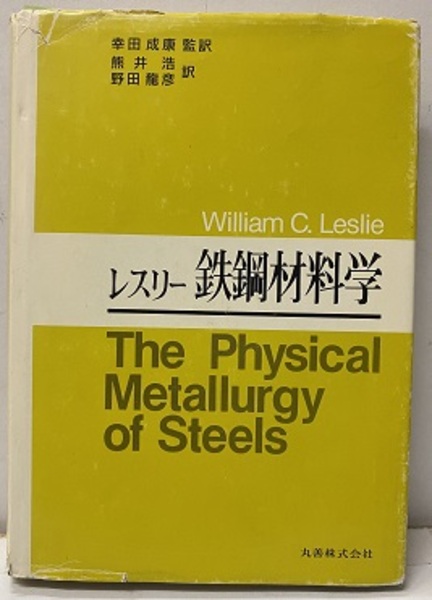 幸田 成康 監訳
熊井 浩 訳
野田 龍彦
William C. Leslie
レスリー 鉄鋼材料学
The Physical
Metallurgy
of Steels
丸善株式会社